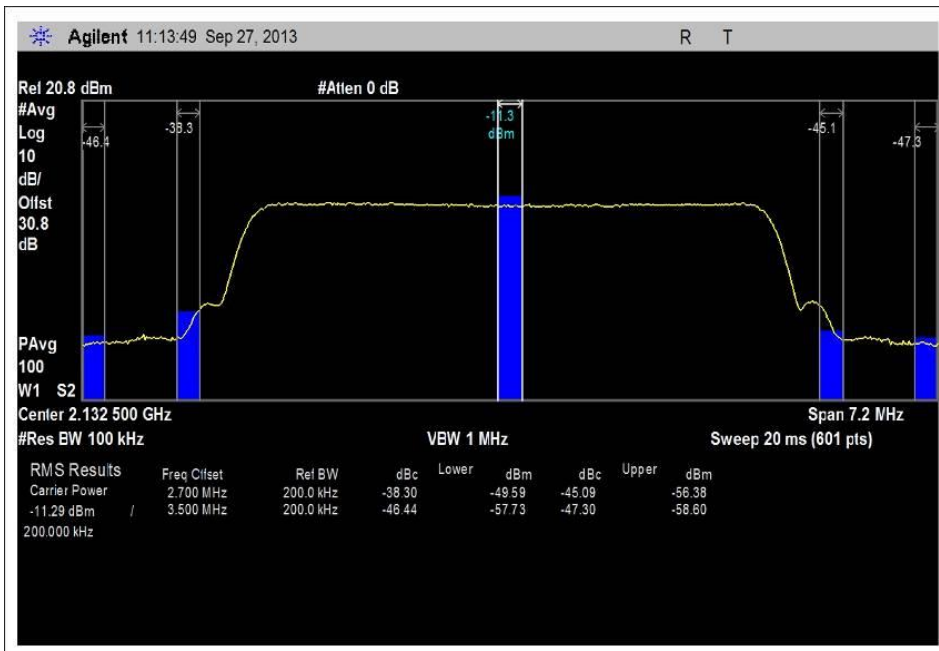 Agilent 11:13:49 Sep 27, 2013 R T
Ref 20.8 dBm #Atten 0 dB
#Avg
Log
10
dB/
Offst
30.8
dB
-46.4 -38.3 -11.3 dBm -45.1 -47.3
PAvg
100
W1 S2
Center 2.132 500 GHz Span 7.2 MHz
#Res BW 100 kHz VBW 1 MHz Sweep 20 ms (601 pts)
RMS Results Freq Offset Ref BW dBc Lower dBm dBc Upper dBm
Carrier Power 2.700 MHz 200.0 kHz -38.30 -49.59 -45.09 -56.38
-11.29 dBm / 3.500 MHz 200.0 kHz -46.44 -57.73 -47.30 -58.60
200.000 kHz